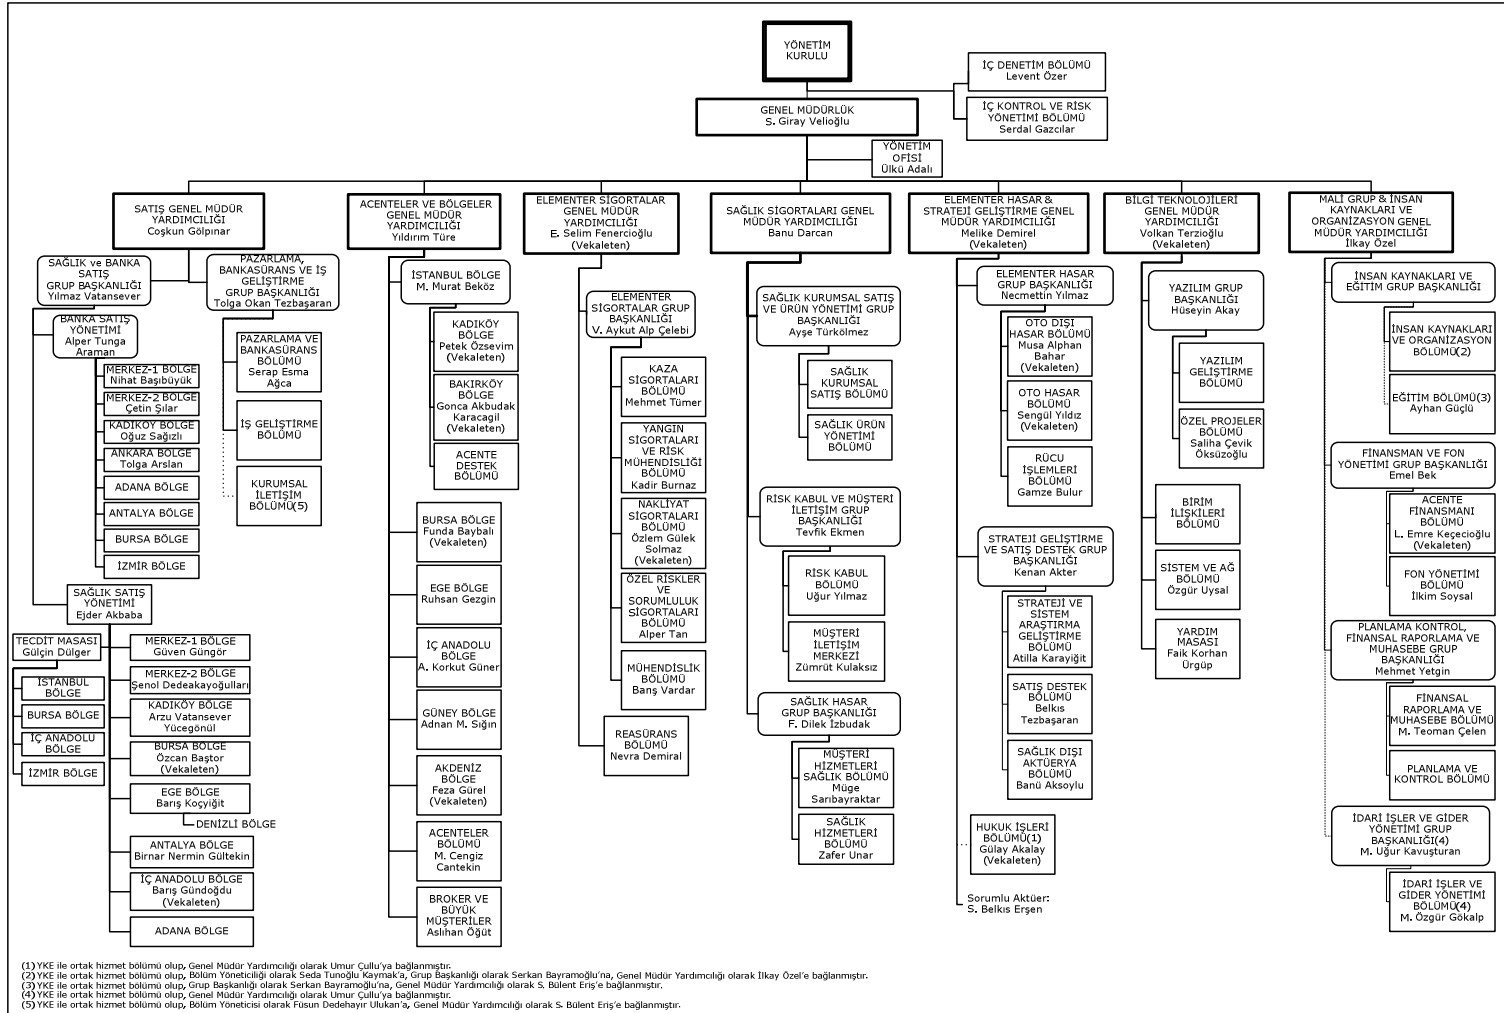 YÖNETİM
KURULU
İÇ DENETİM BÖLÜMÜ
Levent Özer
İÇ KONTROL VE RİSK
YÖNETİMİ BÖLÜMÜ
Serdal Gazcılar
GENEL MÜDÜRLÜK
S. Giray Velioğlu
YÖNETİM
OFİSİ
Ülkü Adalı
SATIŞ GENEL MÜDÜR
YARDIMCILIĞI
Coşkun Gölpınar
SAĞLIK ve BANKA
SATIŞ
GRUP BAŞKANLIĞI
Yılmaz Vatansever
BANKA SATIŞ
YÖNETİMİ
Alper Tunga
Araman
MERKEZ-1 BÖLGE
Nihat Başıbüyük
MERKEZ-2 BÖLGE
Çetin Şılar
KADIKÖY BÖLGE
Oğuz Sağızlı
ANKARA BÖLGE
Tolga Arslan
ADANA BÖLGE
ANTALYA BÖLGE
BURSA BÖLGE
İZMİR BÖLGE
SAĞLIK SATIŞ
YÖNETİMİ
Ejder Akbaba
TECDİT MASASI
Gülçin Dülger
İSTANBUL
BÖLGE
BURSA BÖLGE
İÇ ANADOLU
BÖLGE
İZMİR BÖLGE
MERKEZ-1 BÖLGE
Güven Güngör
MERKEZ-2 BÖLGE
Şenol Dedeakayoğulları
KADIKÖY BÖLGE
Arzu Vatansever
Yücegönül
BURSA BÖLGE
Özcan Baştor
(Vekaleten)
EGE BÖLGE
Barış Koçyiğit
DENİZLİ BÖLGE
ANTALYA BÖLGE
Birnar Nermin Gültekin
İÇ ANADOLU BÖLGE
Barış Gündoğdu
(Vekaleten)
ADANA BÖLGE
PAZARLAMA,
BANKASÜRANS VE İŞ
GELİŞTİRME
GRUP BAŞKANLIĞI
Tolga Okan Tezbaşaran
PAZARLAMA VE
BANKASÜRANS
BÖLÜMÜ
Serap Esma
Ağca
İŞ GELİŞTİRME
BÖLÜMÜ
KURUMSAL
İLETİŞİM
BÖLÜMÜ(5)
ACENTELER VE BÖLGELER
GENEL MÜDÜR
YARDIMCILIĞI
Yıldırım Türe
İSTANBUL BÖLGE
M. Murat Beköz
KADIKÖY
BÖLGE
Petek Özsevim
(Vekaleten)
BAKIRKÖY
BÖLGE
Gonca Akbudak
Karacagil
(Vekaleten)
ACENTE
DESTEK
BÖLÜMÜ
BURSA BÖLGE
Funda Baybalı
(Vekaleten)
EGE BÖLGE
Ruhsan Gezgin
İÇ ANADOLU
BÖLGE
A. Korkut Güner
GÜNEY BÖLGE
Adnan M. Sığın
AKDENİZ
BÖLGE
Feza Gürel
(Vekaleten)
ACENTELER
BÖLÜMÜ
M. Cengiz
Cantekin
BROKER VE
BÜYÜK
MÜŞTERİLER
Aslıhan Öğüt
ELEMENTER SİGORTALAR
GENEL MÜDÜR
YARDIMCILIĞI
E. Selim Fenercioğlu
(Vekaleten)
ELEMENTER
SİGORTALAR GRUP
BAŞKANLIĞI
V. Aykut Alp Çelebi
KAZA
SİGORTALARI
BÖLÜMÜ
Mehmet Tümer
YANGIN
SİGORTALARI
VE RİSK
MÜHENDİSLİĞİ
BÖLÜMÜ
Kadir Burnaz
NAKLİYAT
SİGORTALARI
BÖLÜMÜ
Özlem Gülek
Solmaz
(Vekaleten)
ÖZEL RİSKLER
VE
SORUMLULUK
SİGORTALARI
BÖLÜMÜ
Alper Tan
MÜHENDİSLİK
BÖLÜMÜ
Barış Vardar
REASÜRANS
BÖLÜMÜ
Nevra Demiral
SAĞLIK SİGORTALARI GENEL
MÜDÜR YARDIMCILIĞI
Banu Darcan
SAĞLIK KURUMSAL SATIŞ
VE ÜRÜN YÖNETİMİ GRUP
BAŞKANLIĞI
Ayşe Türkölmez
SAĞLIK
KURUMSAL
SATIŞ BÖLÜMÜ
SAĞLIK ÜRÜN
YÖNETİMİ
BÖLÜMÜ
RİSK KABUL VE MÜŞTERİ
İLETİŞİM GRUP
BAŞKANLIĞI
Tevfik Ekmen
RİSK KABUL
BÖLÜMÜ
Uğur Yılmaz
MÜŞTERİ
İLETİŞİM
MERKEZİ
Zümrüt Kulaksız
SAĞLIK HASAR
GRUP BAŞKANLIĞI
F. Dilek İzbudak
MÜŞTERİ
HİZMETLERİ
SAĞLIK BÖLÜMÜ
Müge
Sarıbayraktar
SAĞLIK
HİZMETLERİ
BÖLÜMÜ
Zafer Unar
ELEMENTER HASAR &
STRATEJİ GELİŞTİRME GENEL
MÜDÜR YARDIMCILIĞI
Melike Demirel
(Vekaleten)
ELEMENTER HASAR
GRUP BAŞKANLIĞI
Necmettin Yılmaz
OTO DIŞI
HASAR BÖLÜMÜ
Musa Alphan
Bahar
(Vekaleten)
OTO HASAR
BÖLÜMÜ
Sengül Yıldız
(Vekaleten)
RÜCU
İŞLEMLERİ
BÖLÜMÜ
Gamze Bulur
STRATEJİ GELİŞTİRME
VE SATIŞ DESTEK GRUP
BAŞKANLIĞI
Kenan Akter
STRATEJİ VE
SİSTEM
ARAŞTIRMA
GELİŞTİRME
BÖLÜMÜ
Atilla Karayiğit
SATIŞ DESTEK
BÖLÜMÜ
Belkıs
Tezbaşaran
SAĞLIK DIŞI
AKTÜERYA
BÖLÜMÜ
Banü Aksoylu
HUKUK İŞLERİ
BÖLÜMÜ(1)
Gülay Akalay
(Vekaleten)
Sorumlu Aktüer:
S. Belkıs Erşen
BİLGİ TEKNOLOJİLERİ
GENEL MÜDÜR
YARDIMCILIĞI
Volkan Terzioğlu
(Vekaleten)
YAZILIM GRUP
BAŞKANLIĞI
Hüseyin Akay
YAZILIM
GELİŞTİRME
BÖLÜMÜ
ÖZEL PROJELER
BÖLÜMÜ
Saliha Çevik
Öksüzoğlu
BİRİM
İLİŞKİLERİ
BÖLÜMÜ
SİSTEM VE AĞ
BÖLÜMÜ
Özgür Uysal
YARDIM
MASASI
Faik Korhan
Ürgüp
MALİ GRUP & İNSAN
KAYNAKLARI VE
ORGANİZASYON GENEL
MÜDÜR YARDIMCILIĞI
İlkay Özel
İNSAN KAYNAKLARI VE
EĞİTİM GRUP BAŞKANLIĞI
İNSAN KAYNAKLARI
VE ORGANİZASYON
BÖLÜMÜ(2)
EĞİTİM BÖLÜMÜ(3)
Ayhan Güçlü
FİNANSMAN VE FON
YÖNETİMİ GRUP BAŞKANLIĞI
Emel Bek
ACENTE
FİNANSMANI
BÖLÜMÜ
L. Emre Keçecioğlu
(Vekaleten)
FON YÖNETİMİ
BÖLÜMÜ
İlkim Soysal
PLANLAMA KONTROL,
FİNANSAL RAPORLAMA VE
MUHASEBE GRUP
BAŞKANLIĞI
Mehmet Yetgin
FİNANSAL
RAPORLAMA VE
MUHASEBE BÖLÜMÜ
M. Teoman Çelen
PLANLAMA VE
KONTROL BÖLÜMÜ
İDARİ İŞLER VE GİDER
YÖNETİMİ GRUP
BAŞKANLIĞI(4)
M. Uğur Kavuşturan
İDARİ İŞLER VE
GİDER YÖNETİMİ
BÖLÜMÜ(4)
M. Özgür Gökalp
(1) YKE ile ortak hizmet bölümü olup, Genel Müdür Yardımcılığı olarak Umur Çullu'ya bağlanmıştır.
(2) YKE ile ortak hizmet bölümü olup, Bölüm Yöneticiliği olarak Seda Tunoğlu Kaymak'a, Grup Başkanlığı olarak Serkan Bayramoğlu'na, Genel Müdür Yardımcılığı olarak İlkay Özel'e bağlanmıştır.
(3) YKE ile ortak hizmet bölümü olup, Grup Başkanlığı olarak Serkan Bayramoğlu'na, Genel Müdür Yardımcılığı olarak S. Bülent Eriş'e bağlanmıştır.
(4) YKE ile ortak hizmet bölümü olup, Genel Müdür Yardımcılığı olarak Umur Çullu'ya bağlanmıştır.
(5) YKE ile ortak hizmet bölümü olup, Bölüm Yöneticisi olarak Füsun Dedehayır Ulukan'a, Genel Müdür Yardımcılığı olarak S. Bülent Eriş'e bağlanmıştır.